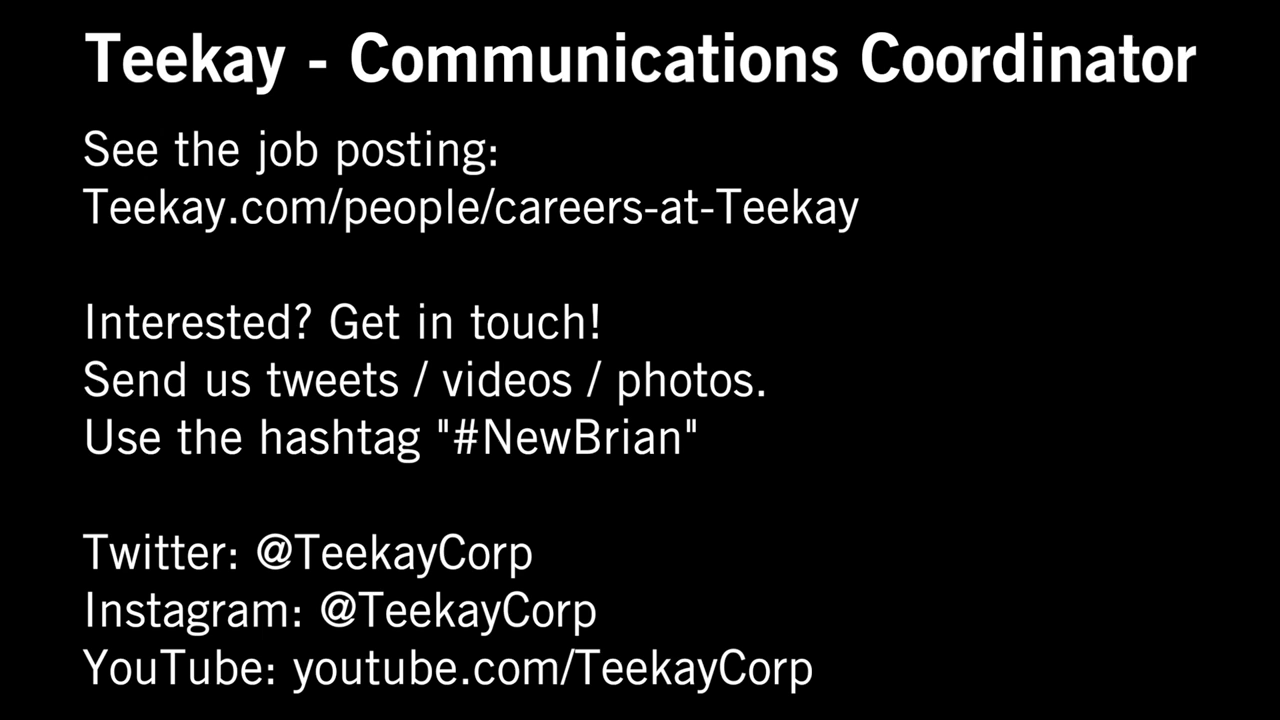 Teekay - Communications Coordinator
See the job posting:
Teekay.com/people/careers-at-Teekay
Interested? Get in touch!
Send us tweets / videos / photos.
Use the hashtag "#NewBrian"
Twitter: @TeekayCorp
Instagram: @TeekayCorp
YouTube: youtube.com/TeekayCorp